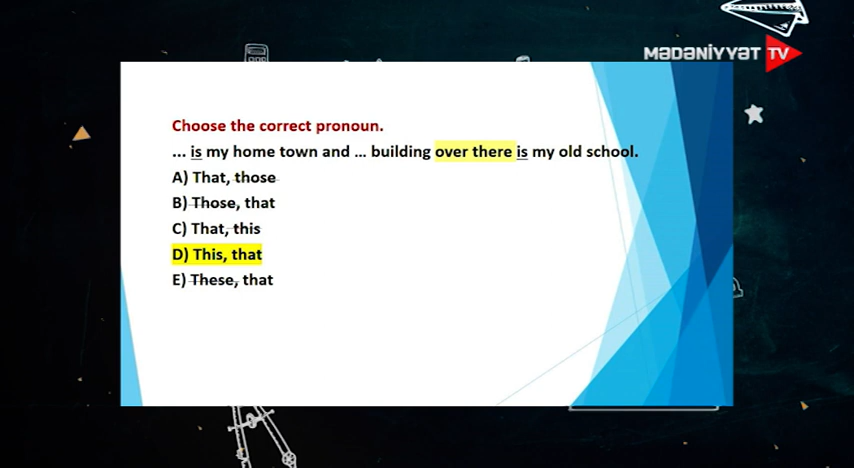 MƏDƏNİYYƏT TV
Choose the correct pronoun.
... is my home town and ... building over there is my old school.
A) That, those
B) Those, that
C) That, this
D) This, that
E) These, that